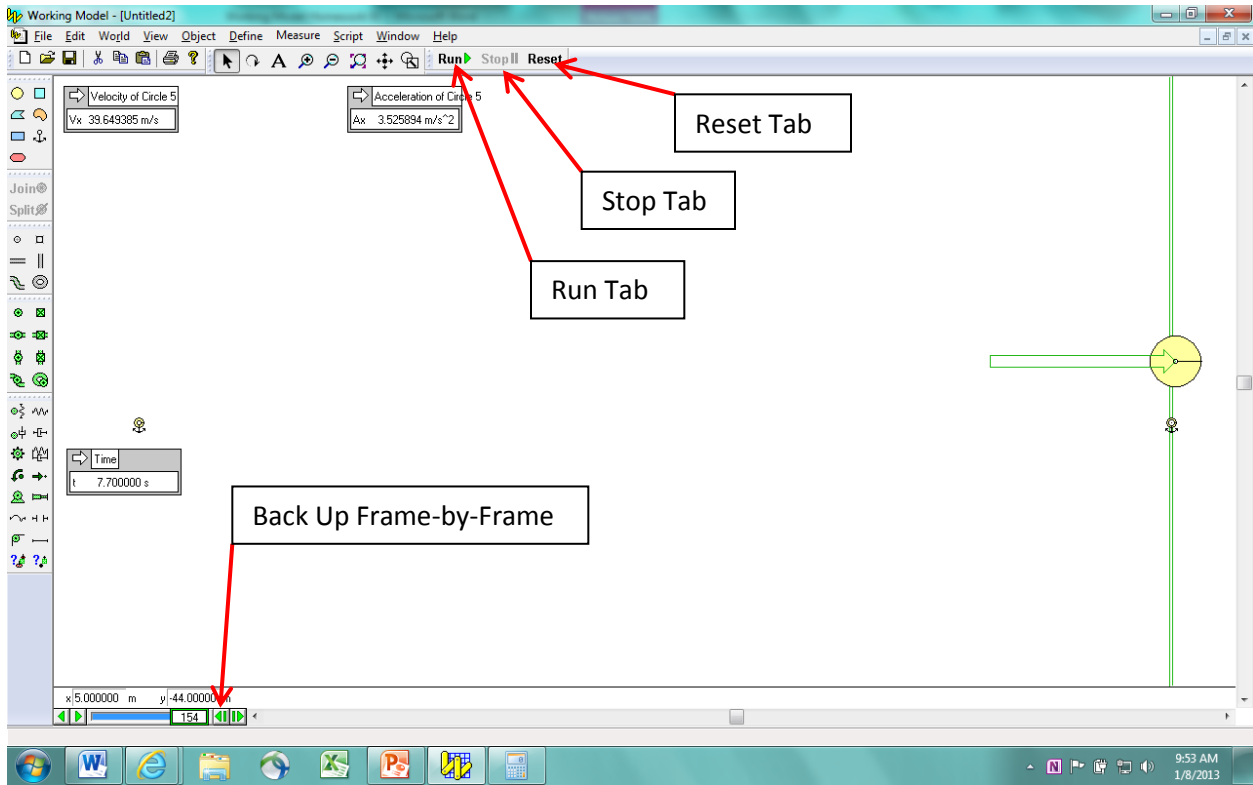 Working Model - [Untitled2]
File Edit World View Object Define Measure Script Window Help
Run Stop Reset
Velocity of Circle 5
Vx 39.649385 m/s
Acceleration of Circle 5
Ax 3.525894 m/s^2
Reset Tab
Join
Split
Stop Tab
Run Tab
Time
t 7.700000 s
Back Up Frame-by-Frame
x 5.000000 m y -44.00000 m
154
9:53 AM
1/8/2013